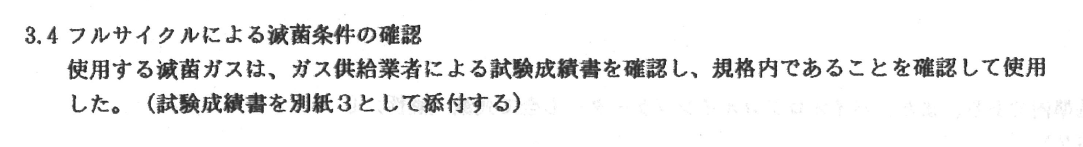 3.4 フルサイクルによる滅菌条件の確認
使用する滅菌ガスは、ガス供給業者による試験成績書を確認し、規格内であることを確認して使用
した。（試験成績書を別紙３として添付する）